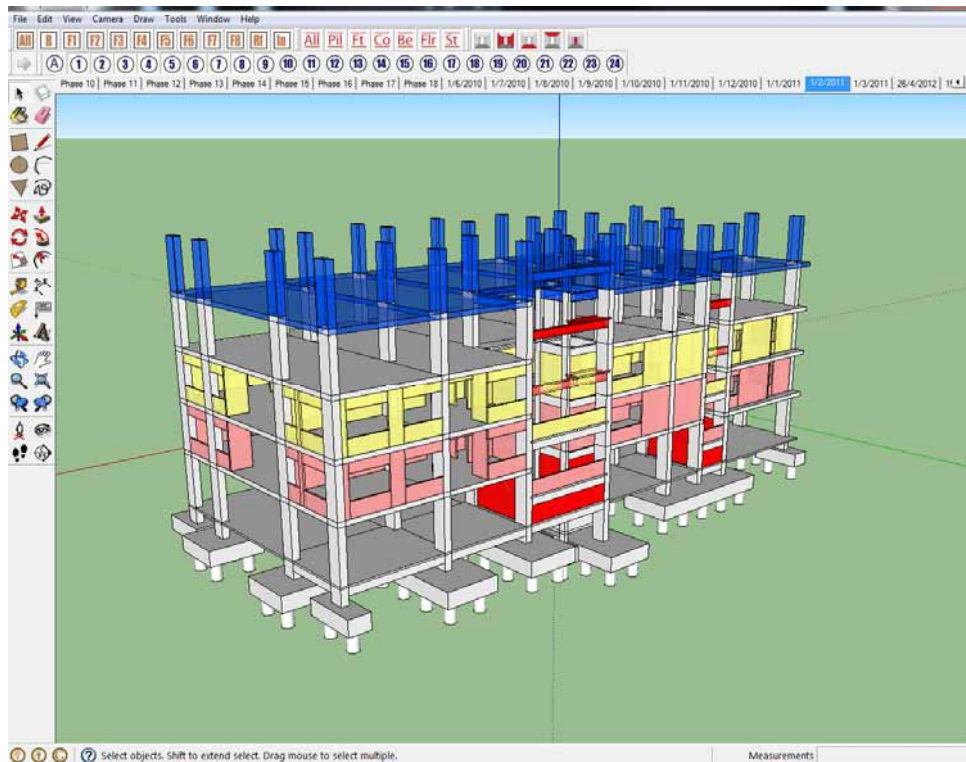 File Edit View Camera Draw Tools Window Help
All B F1 F2 F3 F4 F5 F6 F7 F8 Rf In All Pil Ft Co Be Flr St
A 1 2 3 4 5 6 7 8 9 10 11 12 13 14 15 16 17 18 19 20 21 22 23 24
Phase 10 Phase 11 Phase 12 Phase 13 Phase 14 Phase 15 Phase 16 Phase 17 Phase 18 1/6/2010 1/7/2010 1/8/2010 1/9/2010 1/10/2010 1/11/2010 1/12/2010 1/1/2011 1/2/2011 1/3/2011 26/4/2012
Select objects. Shift to extend select. Drag mouse to select multiple. Measurements